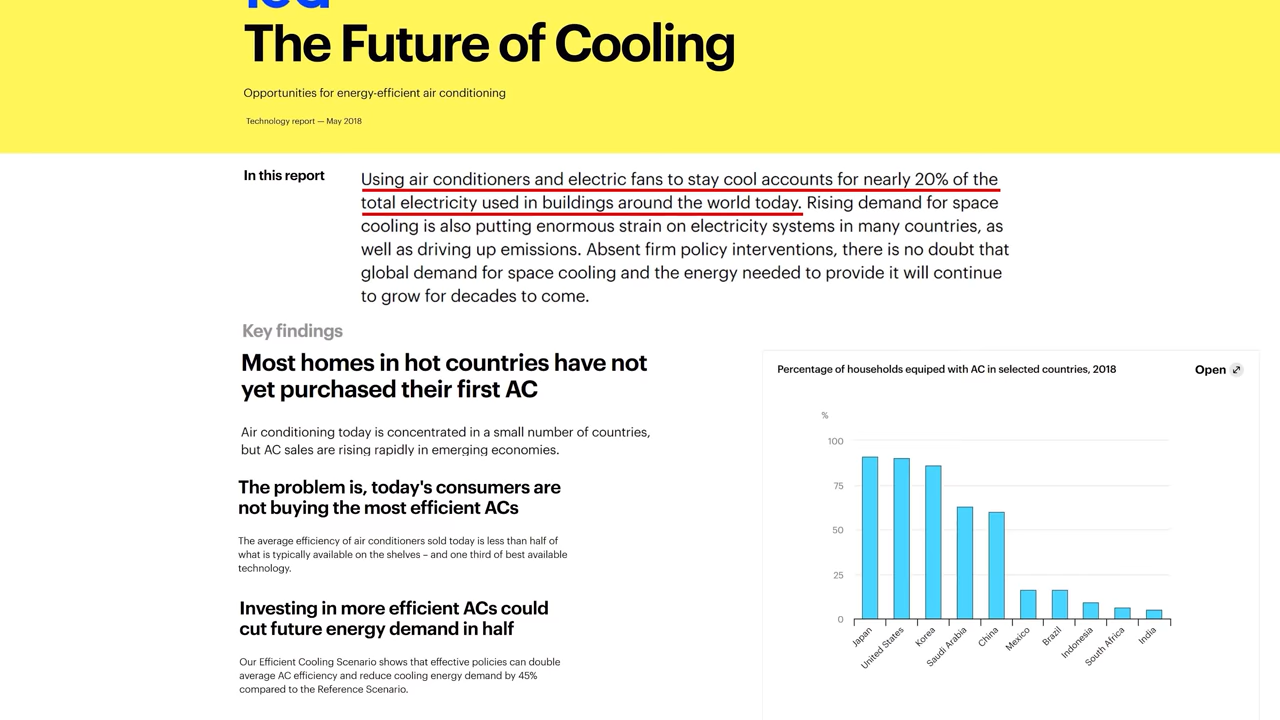 The Future of Cooling
Opportunities for energy-efficient air conditioning
Technology report — May 2018
In this report
Using air conditioners and electric fans to stay cool accounts for nearly 20% of the
total electricity used in buildings around the world today. Rising demand for space
cooling is also putting enormous strain on electricity systems in many countries, as
well as driving up emissions. Absent firm policy interventions, there is no doubt that
global demand for space cooling and the energy needed to provide it will continue
to grow for decades to come.
Key findings
Most homes in hot countries have not
yet purchased their first AC
Air conditioning today is concentrated in a small number of countries,
but AC sales are rising rapidly in emerging economies.
The problem is, today's consumers are
not buying the most efficient ACs
The average efficiency of air conditioners sold today is less than half of
what is typically available on the shelves – and one third of best available
technology.
Investing in more efficient ACs could
cut future energy demand in half
Our Efficient Cooling Scenario shows that effective policies can double
average AC efficiency and reduce cooling energy demand by 45%
compared to the Reference Scenario.
Percentage of households equiped with AC in selected countries, 2018
Open
%
100
75
50
25
0
Japan
United States
Korea
Saudi Arabia
China
Mexico
Brazil
Indonesia
South Africa
India